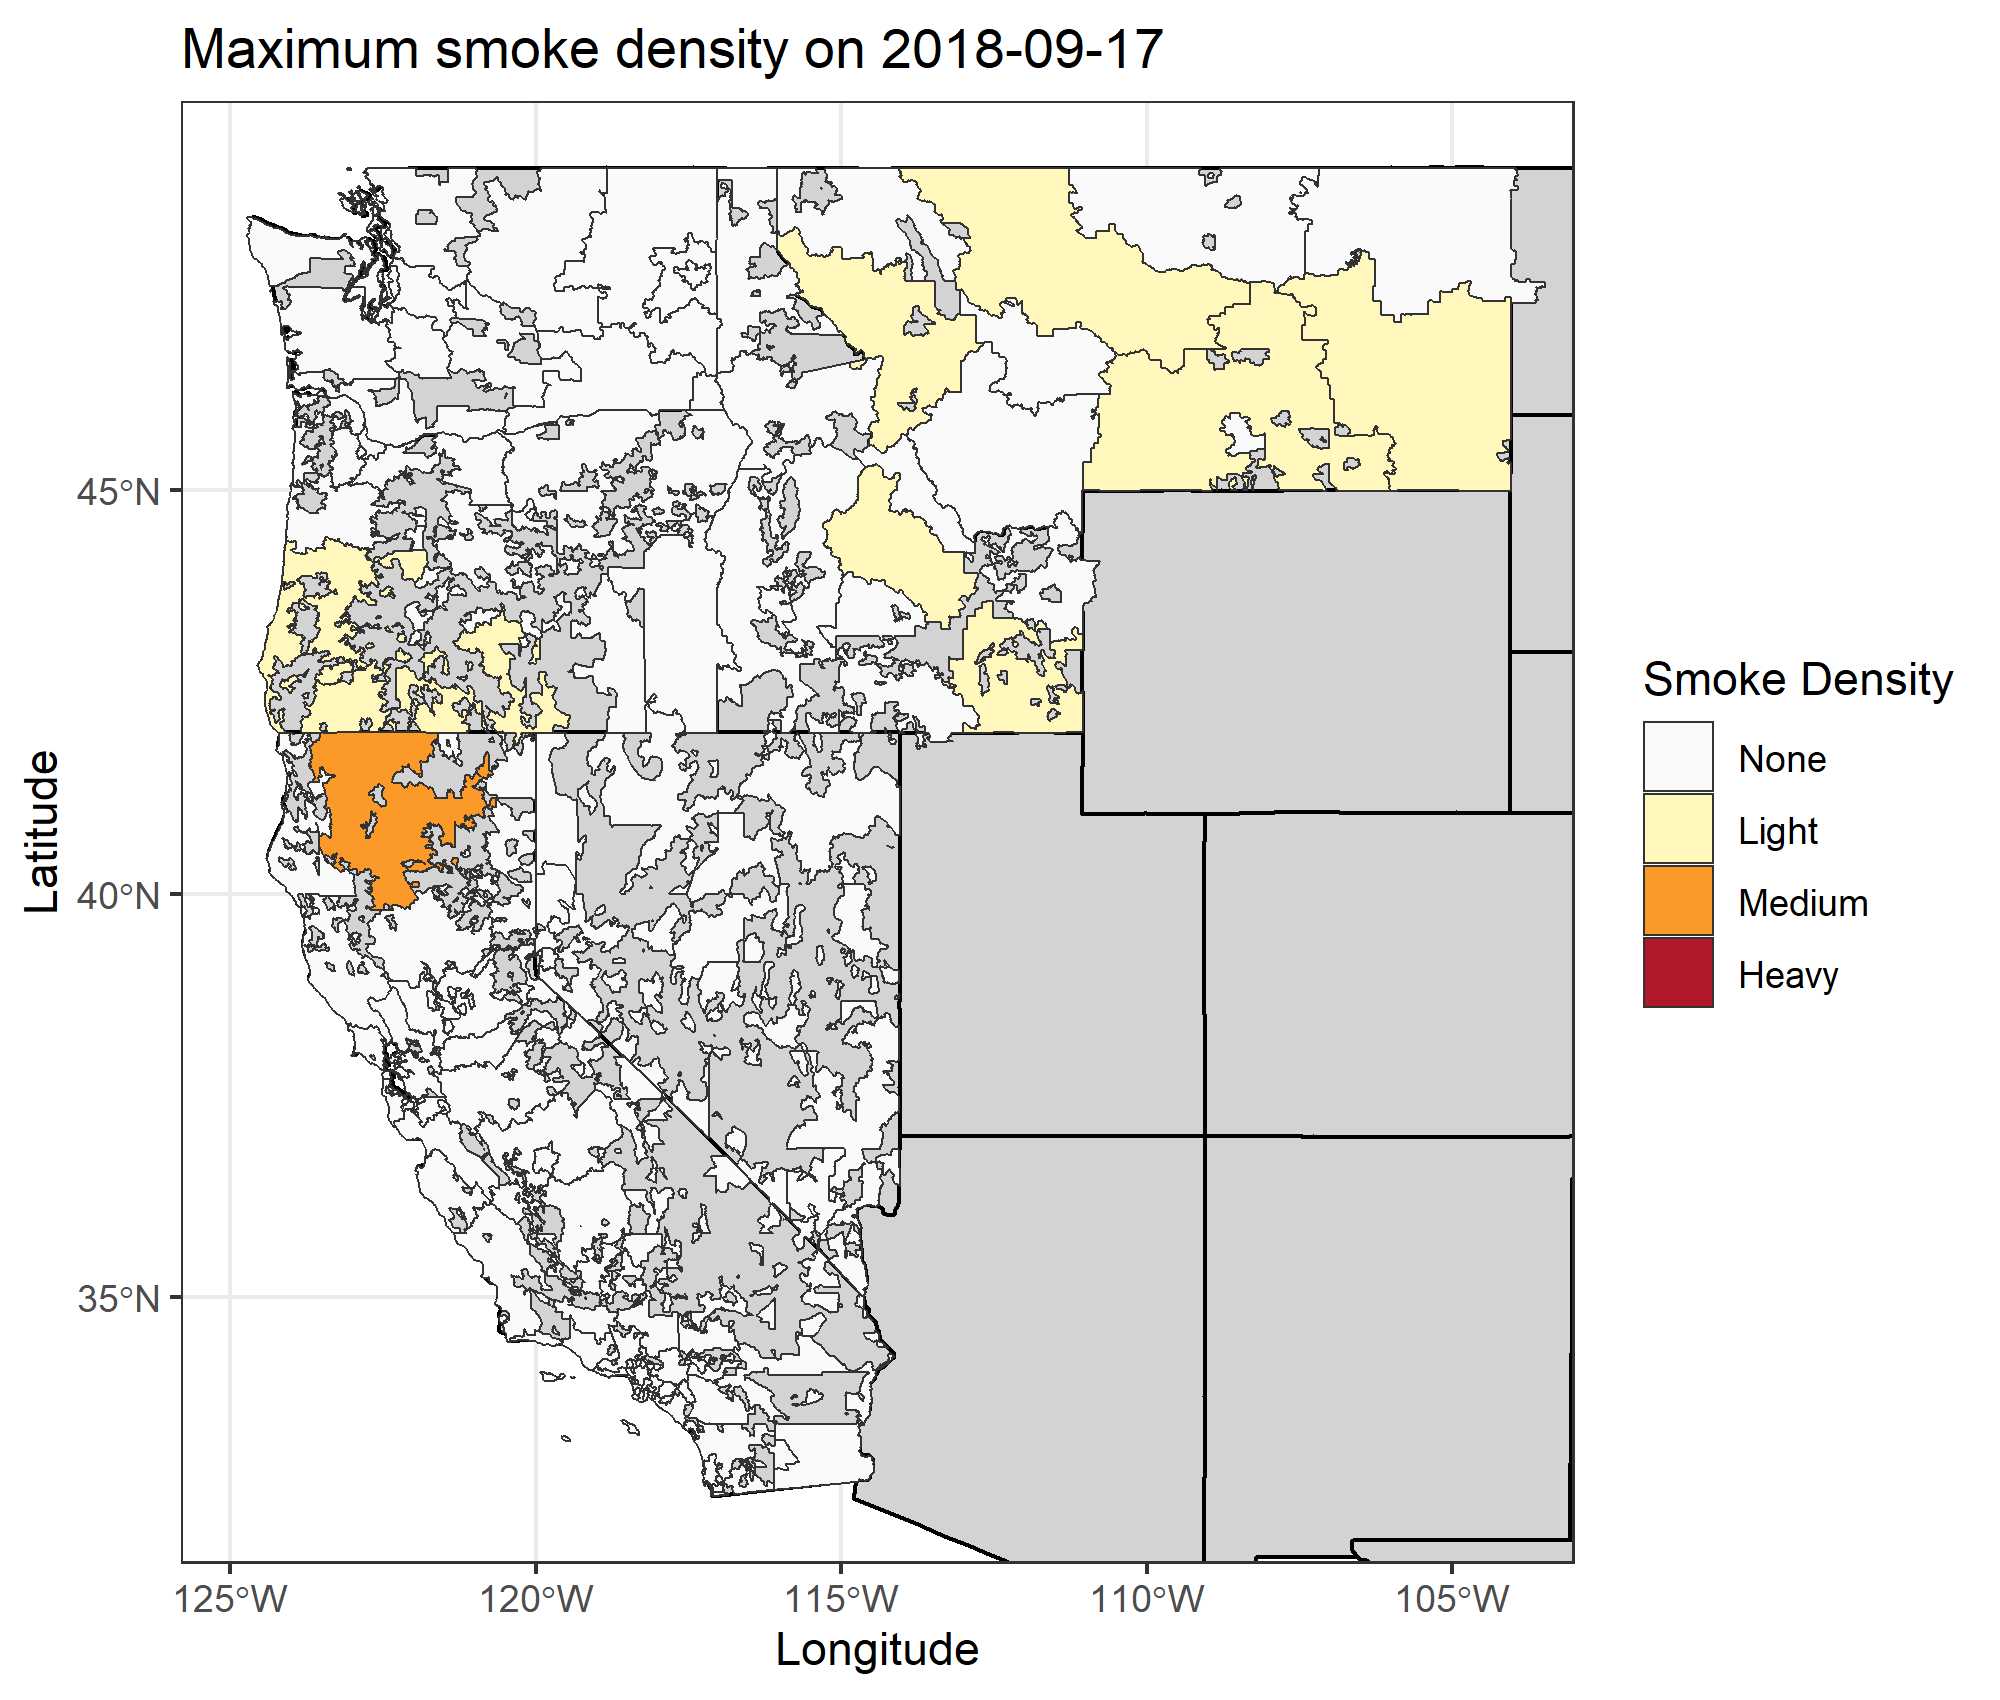 Maximum smoke density on 2018-09-17
45°N
40°N
35°N
Latitude
125°W
120°W
115°W
110°W
105°W
Longitude
Smoke Density
None
Light
Medium
Heavy